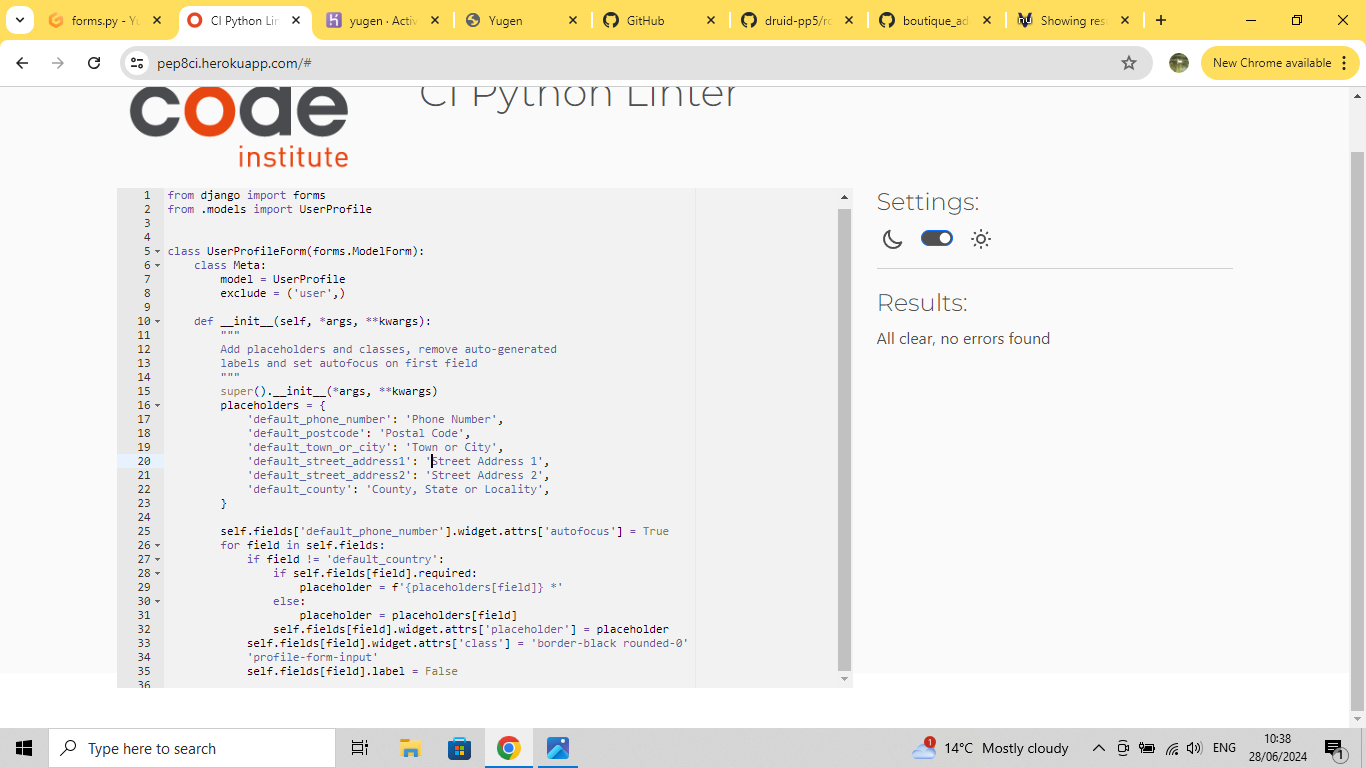 forms.py - Yu
CI Python Lin
yugen · Activ
Yugen
GitHub
druid-pp5/ro
boutique_ad
Showing res
pep8ci.herokuapp.com/#
New Chrome available
code
institute
CI Python Linter
1 from django import forms
2 from .models import UserProfile
3
4
5 class UserProfileForm(forms.ModelForm):
6     class Meta:
7         model = UserProfile
8         exclude = ('user',)
9
10     def __init__(self, *args, **kwargs):
11         """
12         Add placeholders and classes, remove auto-generated
13         labels and set autofocus on first field
14         """
15         super().__init__(*args, **kwargs)
16         placeholders = {
17             'default_phone_number': 'Phone Number',
18             'default_postcode': 'Postal Code',
19             'default_town_or_city': 'Town or City',
20             'default_street_address1': 'Street Address 1',
21             'default_street_address2': 'Street Address 2',
22             'default_county': 'County, State or Locality',
23         }
24
25         self.fields['default_phone_number'].widget.attrs['autofocus'] = True
26         for field in self.fields:
27             if field != 'default_country':
28                 if self.fields[field].required:
29                     placeholder = f'{placeholders[field]} *'
30                 else:
31                     placeholder = placeholders[field]
32                 self.fields[field].widget.attrs['placeholder'] = placeholder
33             self.fields[field].widget.attrs['class'] = 'border-black rounded-0'
34             'profile-form-input'
35             self.fields[field].label = False
36
Settings:
Results:
All clear, no errors found
Type here to search
1
14°C Mostly cloudy
ENG
10:38
28/06/2024
1